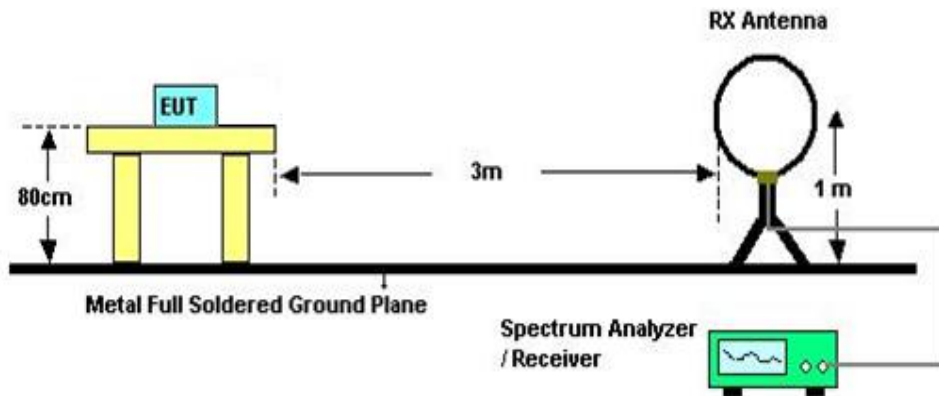 RX Antenna
EUT
80cm
3m
1 m
Metal Full Soldered Ground Plane
Spectrum Analyzer
/ Receiver